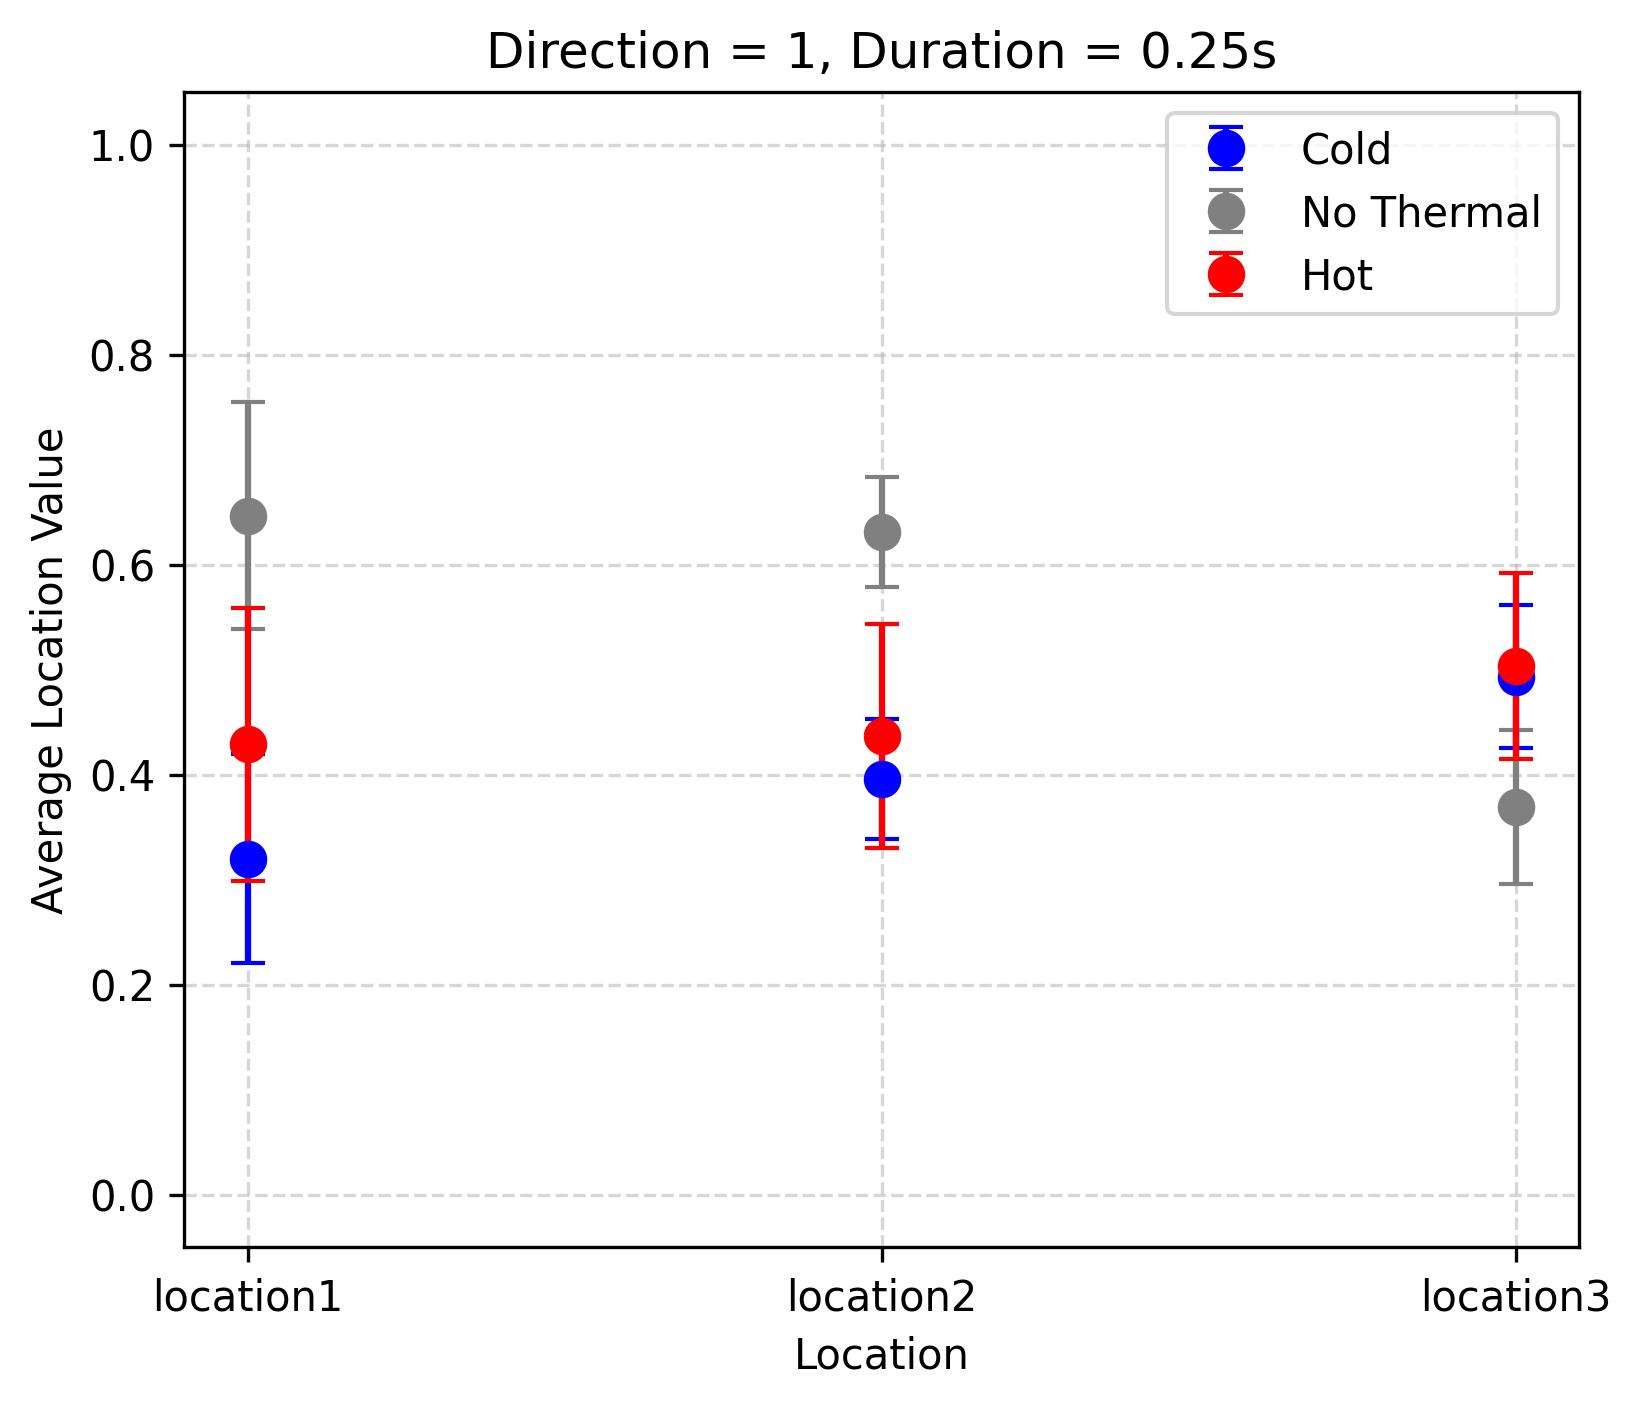 Direction = 1, Duration = 0.25s
Cold
No Thermal
Hot
1.0
0.8
0.6
0.4
0.2
0.0
Average Location Value
location1
location2
location3
Location